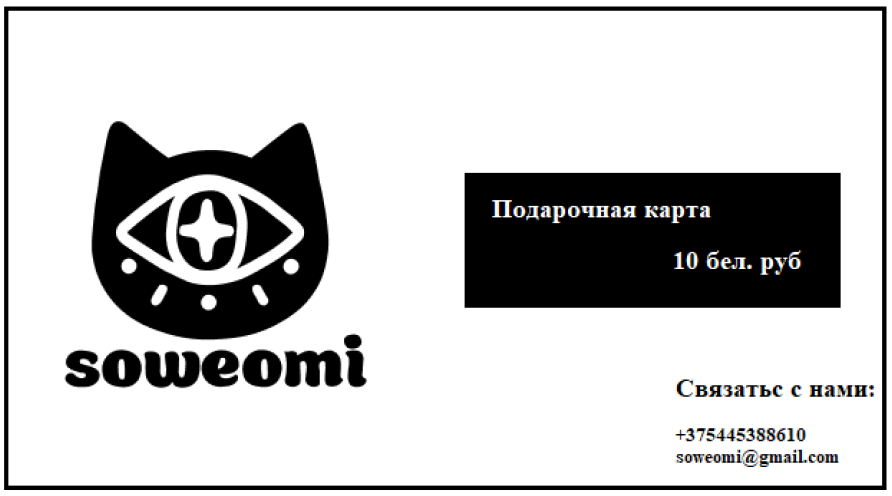 soweomi
Подарочная карта
10 бел. руб
Связатьс с нами:
+375445388610
soweomi@gmail.com